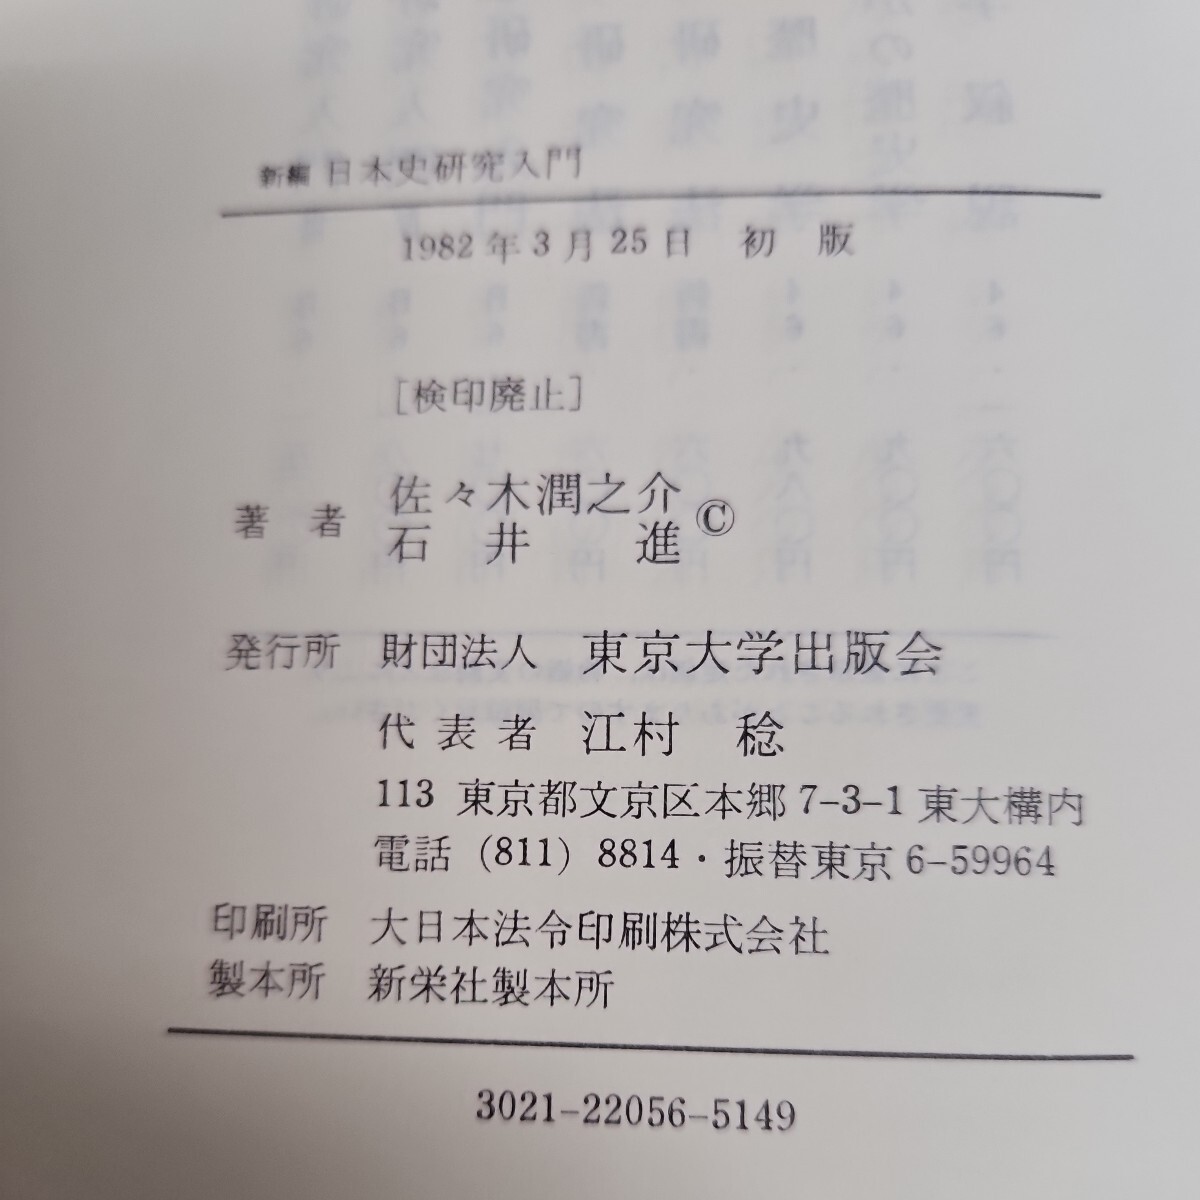 新編 日本史研究入門
1982年3月25日 初版
[検印廃止]
著者 佐々木潤之介
石井 進 ©
発行所 財団法人 東京大学出版会
代表者 江村 稔
113 東京都文京区本郷7-3-1東大構内
電話 (811) 8814・振替東京6-59964
印刷所 大日本法令印刷株式会社
製本所 新栄社製本所
3021-22056-5149